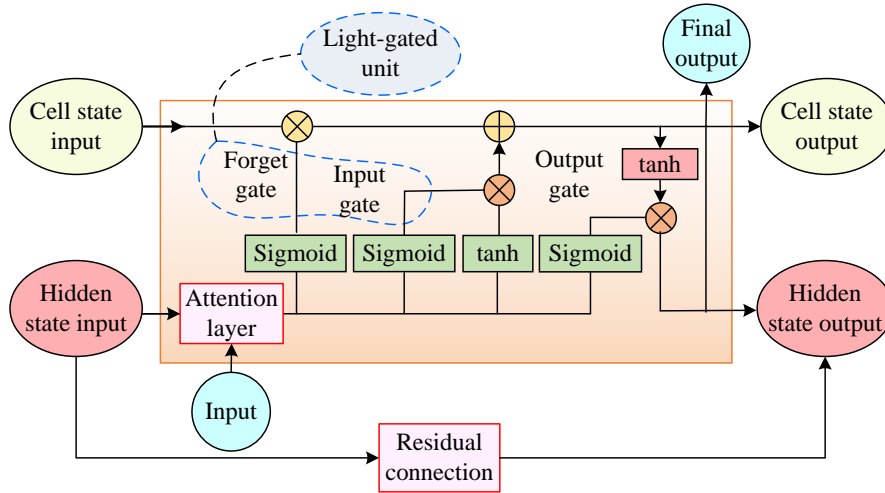 Light-gated
unit
Final
output
Cell state
input
Cell state
output
Forget
gate
Input
gate
Output
gate
tanh
Sigmoid
Sigmoid
tanh
Sigmoid
Hidden
state input
Attention
layer
Hidden
state output
Input
Residual
connection